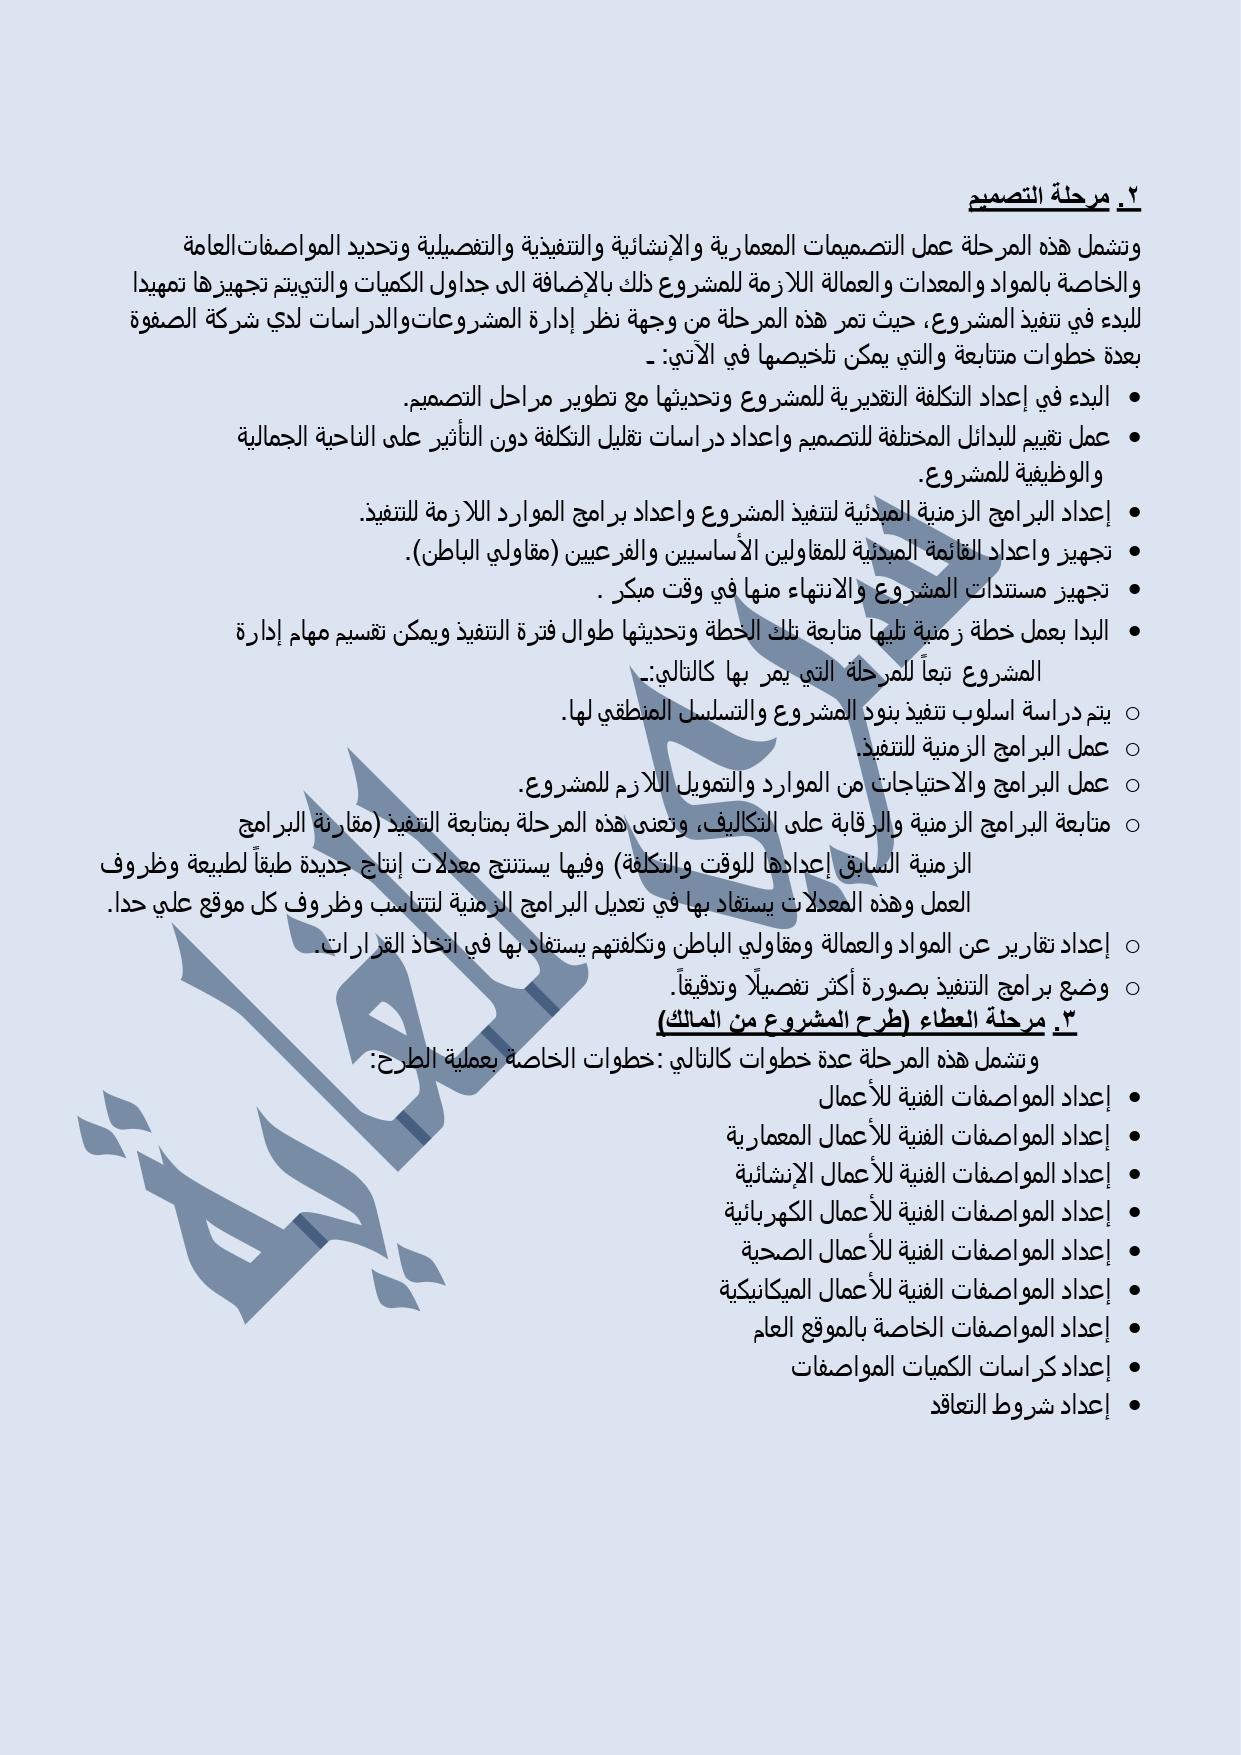 ٢. مرحلة التصميم
وتشمل هذه المرحلة عمل التصميمات المعمارية والإنشائية والتنفيذية والتفصيلية وتحديد المواصفات العامة
والخاصة بالمواد والمعدات والعمالة اللازمة للمشروع ذلك بالإضافة الى جداول الكميات والتي يتم تجهيزها تمهيدا
للبدء في تنفيذ المشروع، حيث تمر هذه المرحلة من وجهة نظر إدارة المشروعات والدراسات لدي شركة الصفوة
بعدة خطوات متتابعة والتي يمكن تلخيصها في الآتي: ـ
• البدء في إعداد التكلفة التقديرية للمشروع وتحديثها مع تطوير مراحل التصميم.
• عمل تقييم للبدائل المختلفة للتصميم واعداد دراسات تقليل التكلفة دون التأثير على الناحية الجمالية
والوظيفية للمشروع.
• إعداد البرامج الزمنية المبدئية لتنفيذ المشروع واعداد برامج الموارد اللازمة للتنفيذ.
• تجهيز واعداد القائمة المبدئية للمقاولين الأساسيين والفرعيين (مقاولي الباطن).
• تجهيز مستندات المشروع والانتهاء منها في وقت مبكر .
• البدا بعمل خطة زمنية تليها متابعة تلك الخطة وتحديثها طوال فترة التنفيذ ويمكن تقسيم مهام إدارة
المشروع تبعاً للمرحلة التي يمر بها كالتالي:ـ
○ يتم دراسة اسلوب تنفيذ بنود المشروع والتسلسل المنطقي لها.
○ عمل البرامج الزمنية للتنفيذ.
○ عمل البرامج والاحتياجات من الموارد والتمويل اللازم للمشروع.
○ متابعة البرامج الزمنية والرقابة على التكاليف، وتعنى هذه المرحلة بمتابعة التنفيذ (مقارنة البرامج
الزمنية السابق إعدادها للوقت والتكلفة) وفيها يستنتج معدلات إنتاج جديدة طبقاً لطبيعة وظروف
العمل وهذه المعدلات يستفاد بها في تعديل البرامج الزمنية لتتناسب وظروف كل موقع علي حدا.
○ إعداد تقارير عن المواد والعمالة ومقاولي الباطن وتكلفتهم يستفاد بها في اتخاذ القرارات.
○ وضع برامج التنفيذ بصورة أكثر تفصيلًا وتدقيقاً.
٣. مرحلة العطاء (طرح المشروع من المالك)
وتشمل هذه المرحلة عدة خطوات كالتالي :خطوات الخاصة بعملية الطرح:
• إعداد المواصفات الفنية للأعمال
• إعداد المواصفات الفنية للأعمال المعمارية
• إعداد المواصفات الفنية للأعمال الإنشائية
• إعداد المواصفات الفنية للأعمال الكهربائية
• إعداد المواصفات الفنية للأعمال الصحية
• إعداد المواصفات الفنية للأعمال الميكانيكية
• إعداد المواصفات الخاصة بالموقع العام
• إعداد كراسات الكميات المواصفات
• إعداد شروط التعاقد
سري للغاية